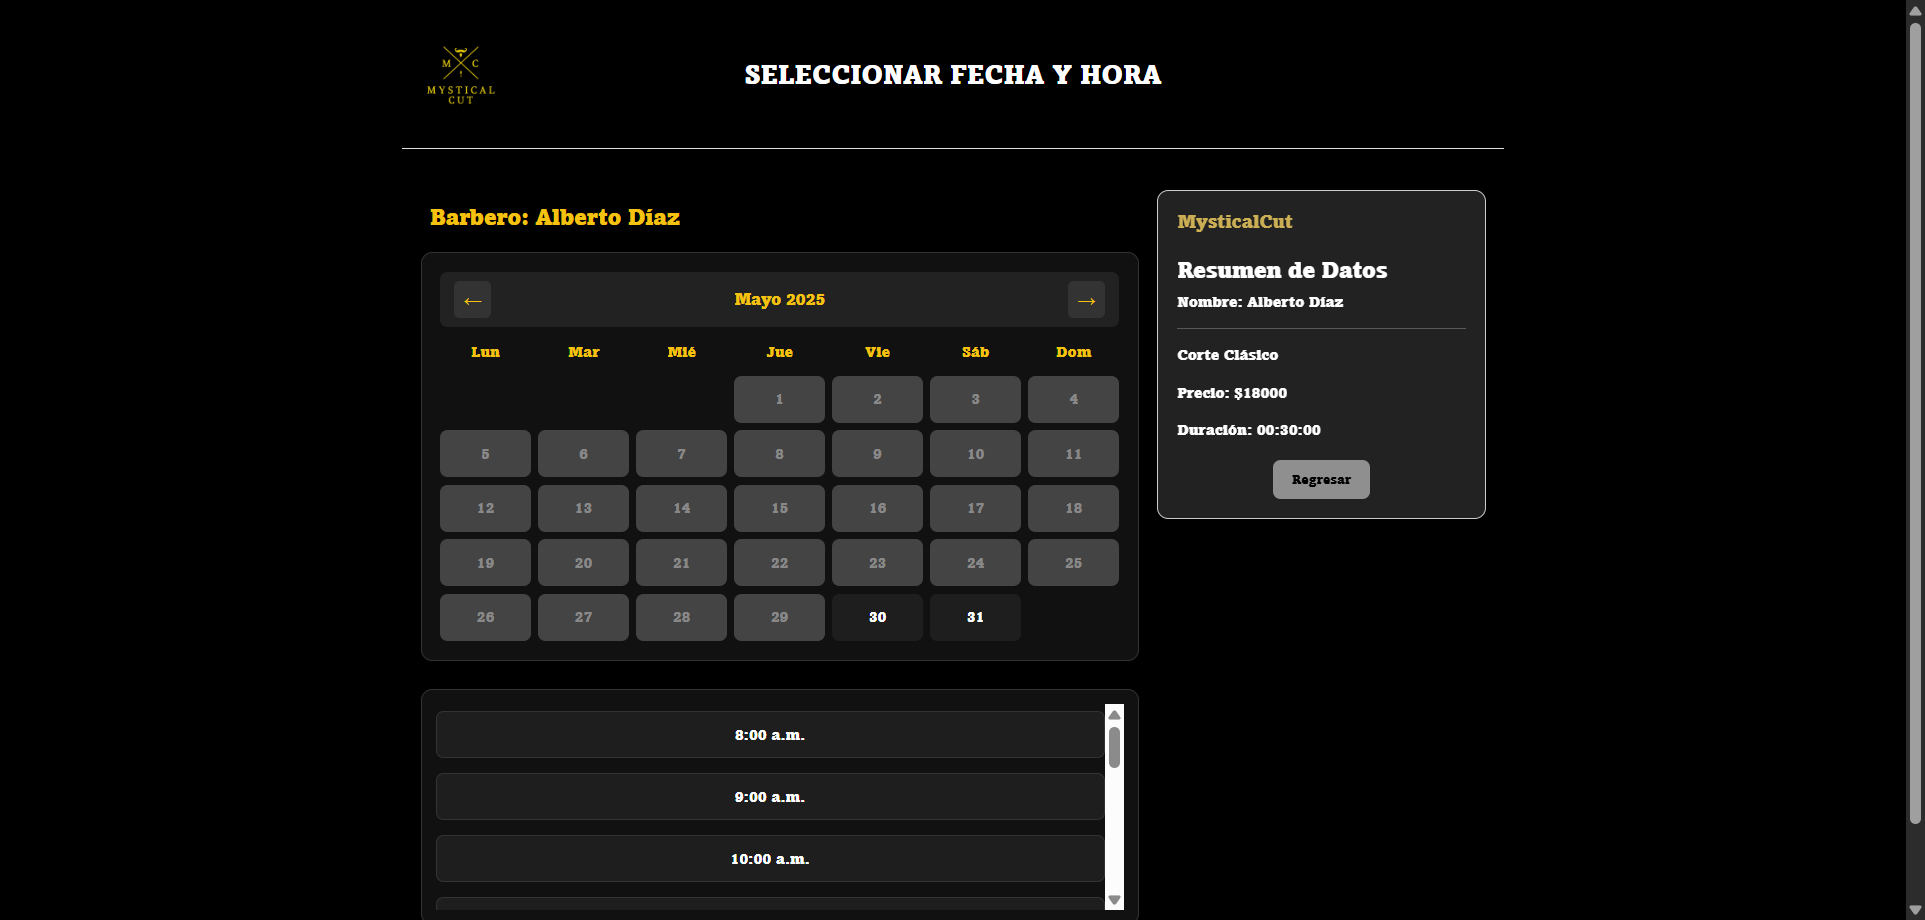 M C
MYSTICAL
CUT
SELECCIONAR FECHA Y HORA
Barbero: Alberto Díaz
← Mayo 2025 →
Lun Mar Mié Jue Vie Sáb Dom
1 2 3 4
5 6 7 8 9 10 11
12 13 14 15 16 17 18
19 20 21 22 23 24 25
26 27 28 29 30 31
8:00 a.m.
9:00 a.m.
10:00 a.m.
MysticalCut
Resumen de Datos
Nombre: Alberto Díaz
Corte Clásico
Precio: $18000
Duración: 00:30:00
Regresar